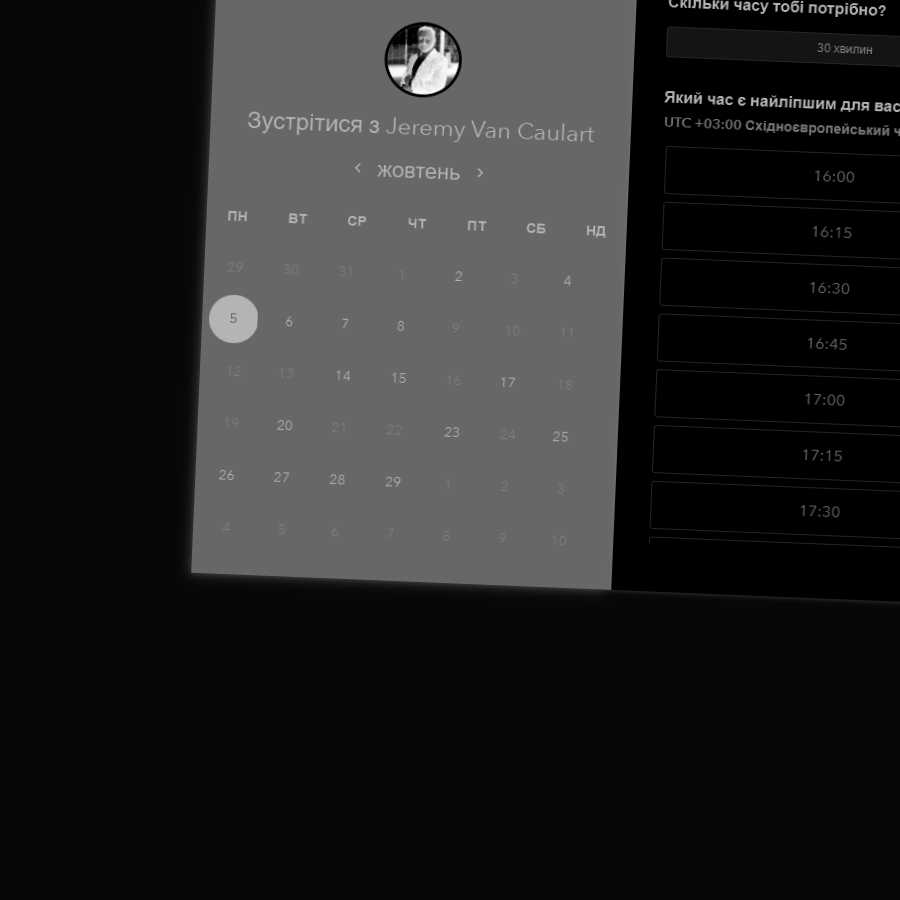 Зустрітися з Jeremy Van Caulart
жовтень
ПН ВТ СР ЧТ ПТ СБ НД
29 30 31 1 2 3 4
5 6 7 8 9 10 11
12 13 14 15 16 17 18
19 20 21 22 23 24 25
26 27 28 29 1 2 3
4 5 6 7 8 9 10
Скільки часу тобі потрібно?
30 хвилин
Який час є найліпшим для вас
UTC +03:00 Східноєвропейський
16:00
16:15
16:30
16:45
17:00
17:15
17:30